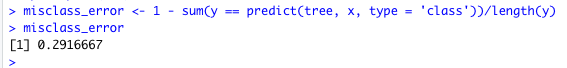 > misclass_error <- 1 - sum(y == predict(tree, x, type = 'class'))/length(y)
> misclass_error
[1] 0.2916667
>